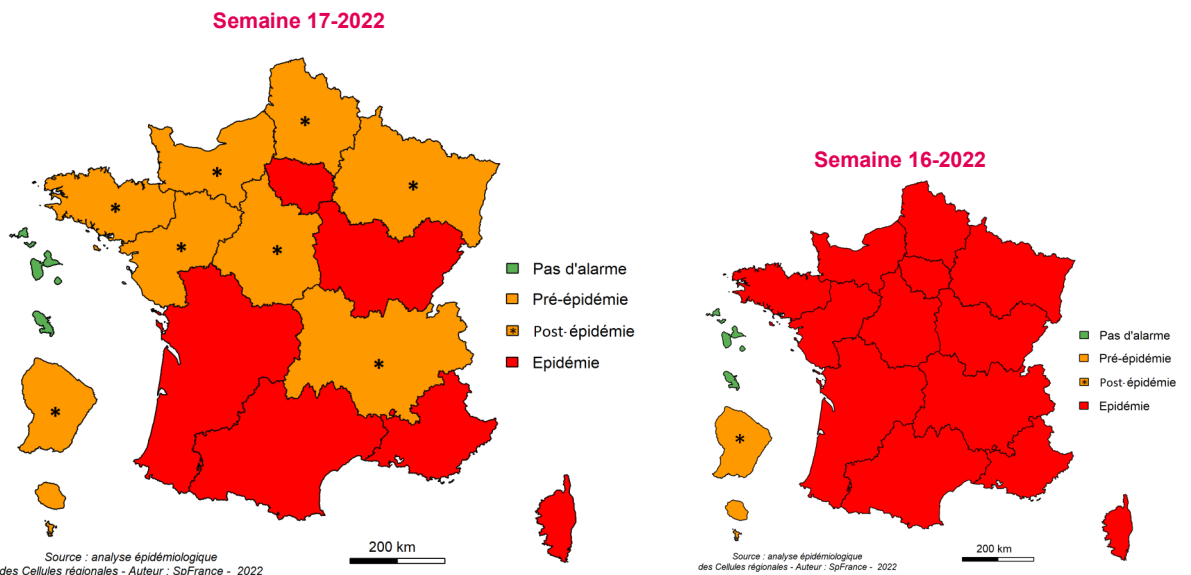 Semaine 17-2022
*
*
*
*
*
*
*
*
Pas d'alarme
Pré-épidémie
* Post-épidémie
Epidémie
200 km
Source : analyse épidémiologique
des Cellules régionales - Auteur : SpFrance - 2022
Semaine 16-2022
*
Pas d'alarme
Pré-épidémie
* Post-épidémie
Epidémie
200 km
Source : analyse épidémiologique
des Cellules régionales - Auteur : SpFrance - 2022